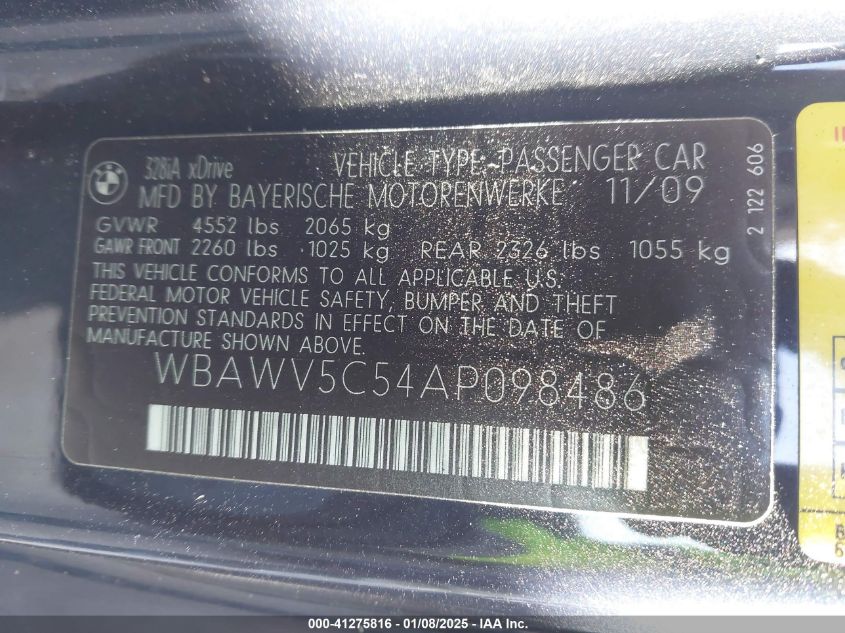 328iA xDrive VEHICLE TYPE-PASSENGER CAR
MFD BY BAYERISCHE MOTORENWERKE 11/09
GVWR 4552 lbs 2065 kg
GAWR FRONT 2260 lbs 1025 kg REAR 2326 lbs 1055 kg
THIS VEHICLE CONFORMS TO ALL APPLICABLE U.S.
FEDERAL MOTOR VEHICLE SAFETY, BUMPER AND THEFT
PREVENTION STANDARDS IN EFFECT ON THE DATE OF
MANUFACTURE SHOWN ABOVE.
WBAWV5C54AP098486
2 122 606
BMW
000-41275816 - 01/08/2025 - IAA, Inc.